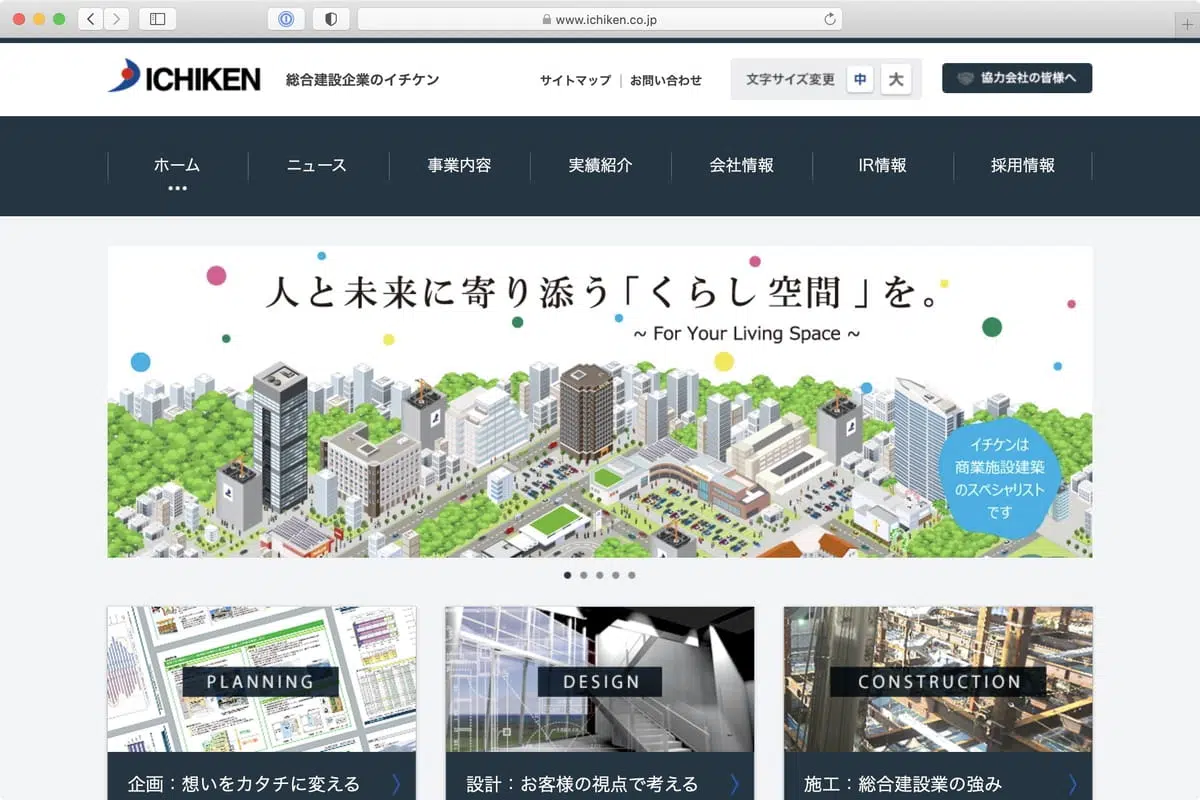 www.ichiken.co.jp
ICHIKEN
総合建設企業のイチケン
サイトマップ
お問い合わせ
文字サイズ変更
中
大
協力会社の皆様へ
ホーム
ニュース
事業内容
実績紹介
会社情報
IR情報
採用情報
人と未来に寄り添う「くらし空間」を。
~ For Your Living Space ~
イチケンは
商業施設建築
のスペシャリスト
です
PLANNING
DESIGN
CONSTRUCTION
企画：想いをカタチに変える
設計：お客様の視点で考える
施工：総合建設業の強み